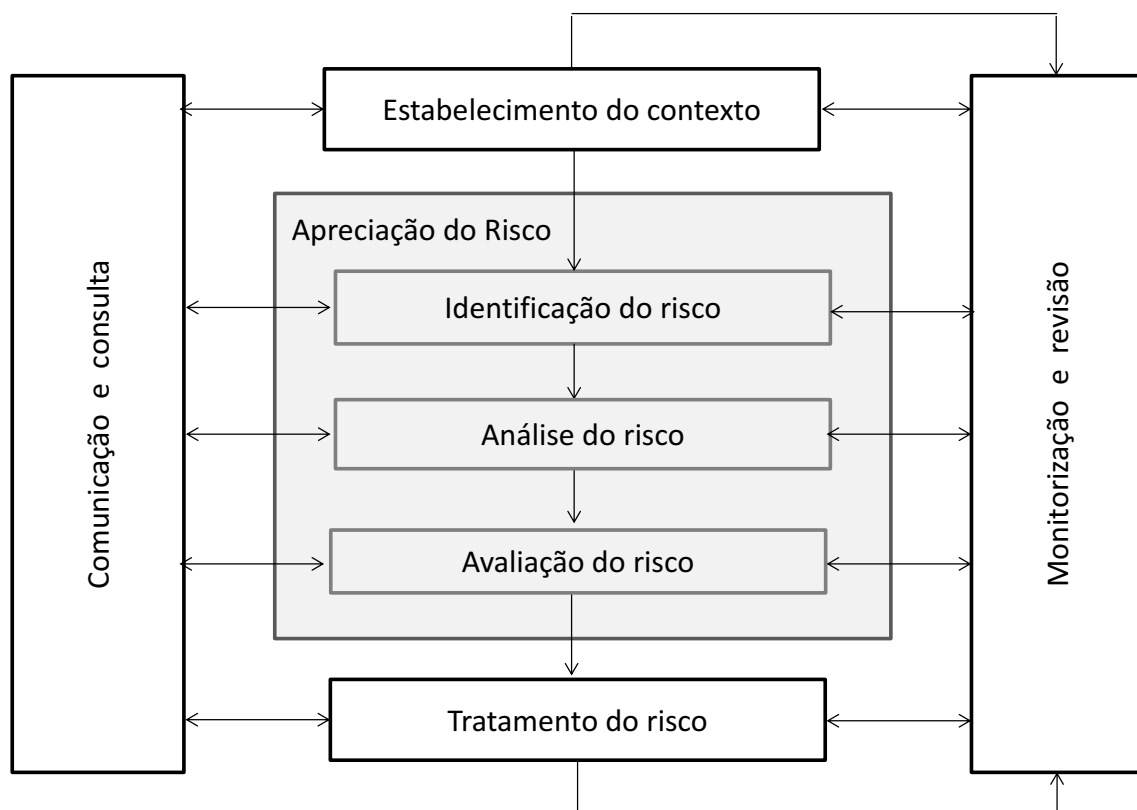 Estabelecimento do contexto
Apreciação do Risco
Identificação do risco
Análise do risco
Avaliação do risco
Tratamento do risco
Comunicação e consulta
Monitorização e revisão